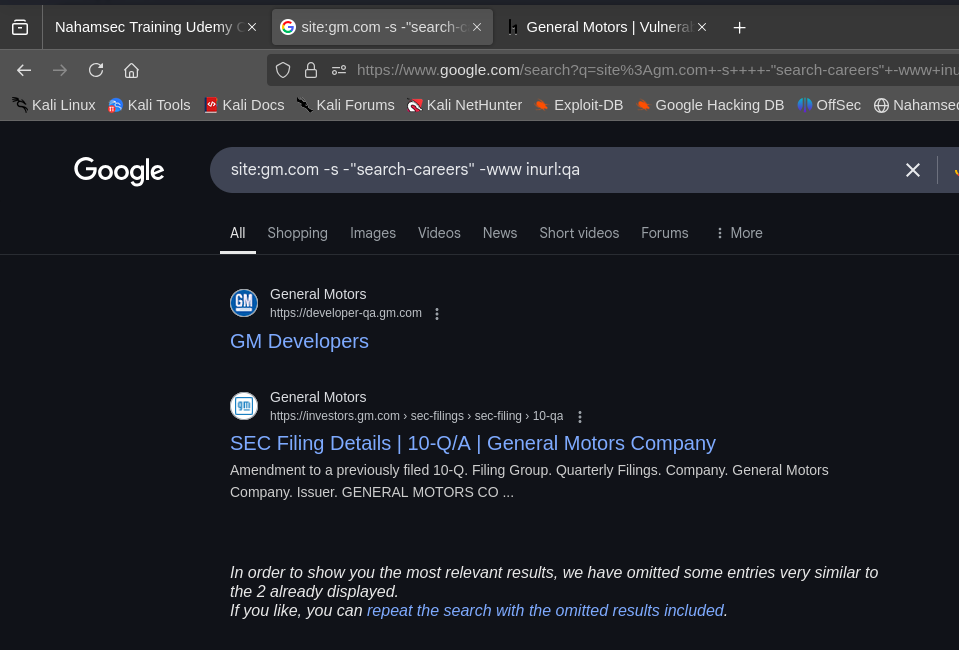 Nahamsec Training Udemy
site:gm.com -s -"search-c
General Motors | Vulnera
https://www.google.com/search?q=site%3Agm.com+-s++++-"search-careers"+-www+inu
Kali Linux Kali Tools Kali Docs Kali Forums Kali NetHunter Exploit-DB Google Hacking DB OffSec Nahamsec
Google
site:gm.com -s -"search-careers" -www inurl:qa
All Shopping Images Videos News Short videos Forums More
General Motors
https://developer-qa.gm.com
GM Developers
General Motors
https://investors.gm.com › sec-filings › sec-filing › 10-qa
SEC Filing Details | 10-Q/A | General Motors Company
Amendment to a previously filed 10-Q. Filing Group. Quarterly Filings. Company. General Motors
Company. Issuer. GENERAL MOTORS CO ...
In order to show you the most relevant results, we have omitted some entries very similar to
the 2 already displayed.
If you like, you can repeat the search with the omitted results included.